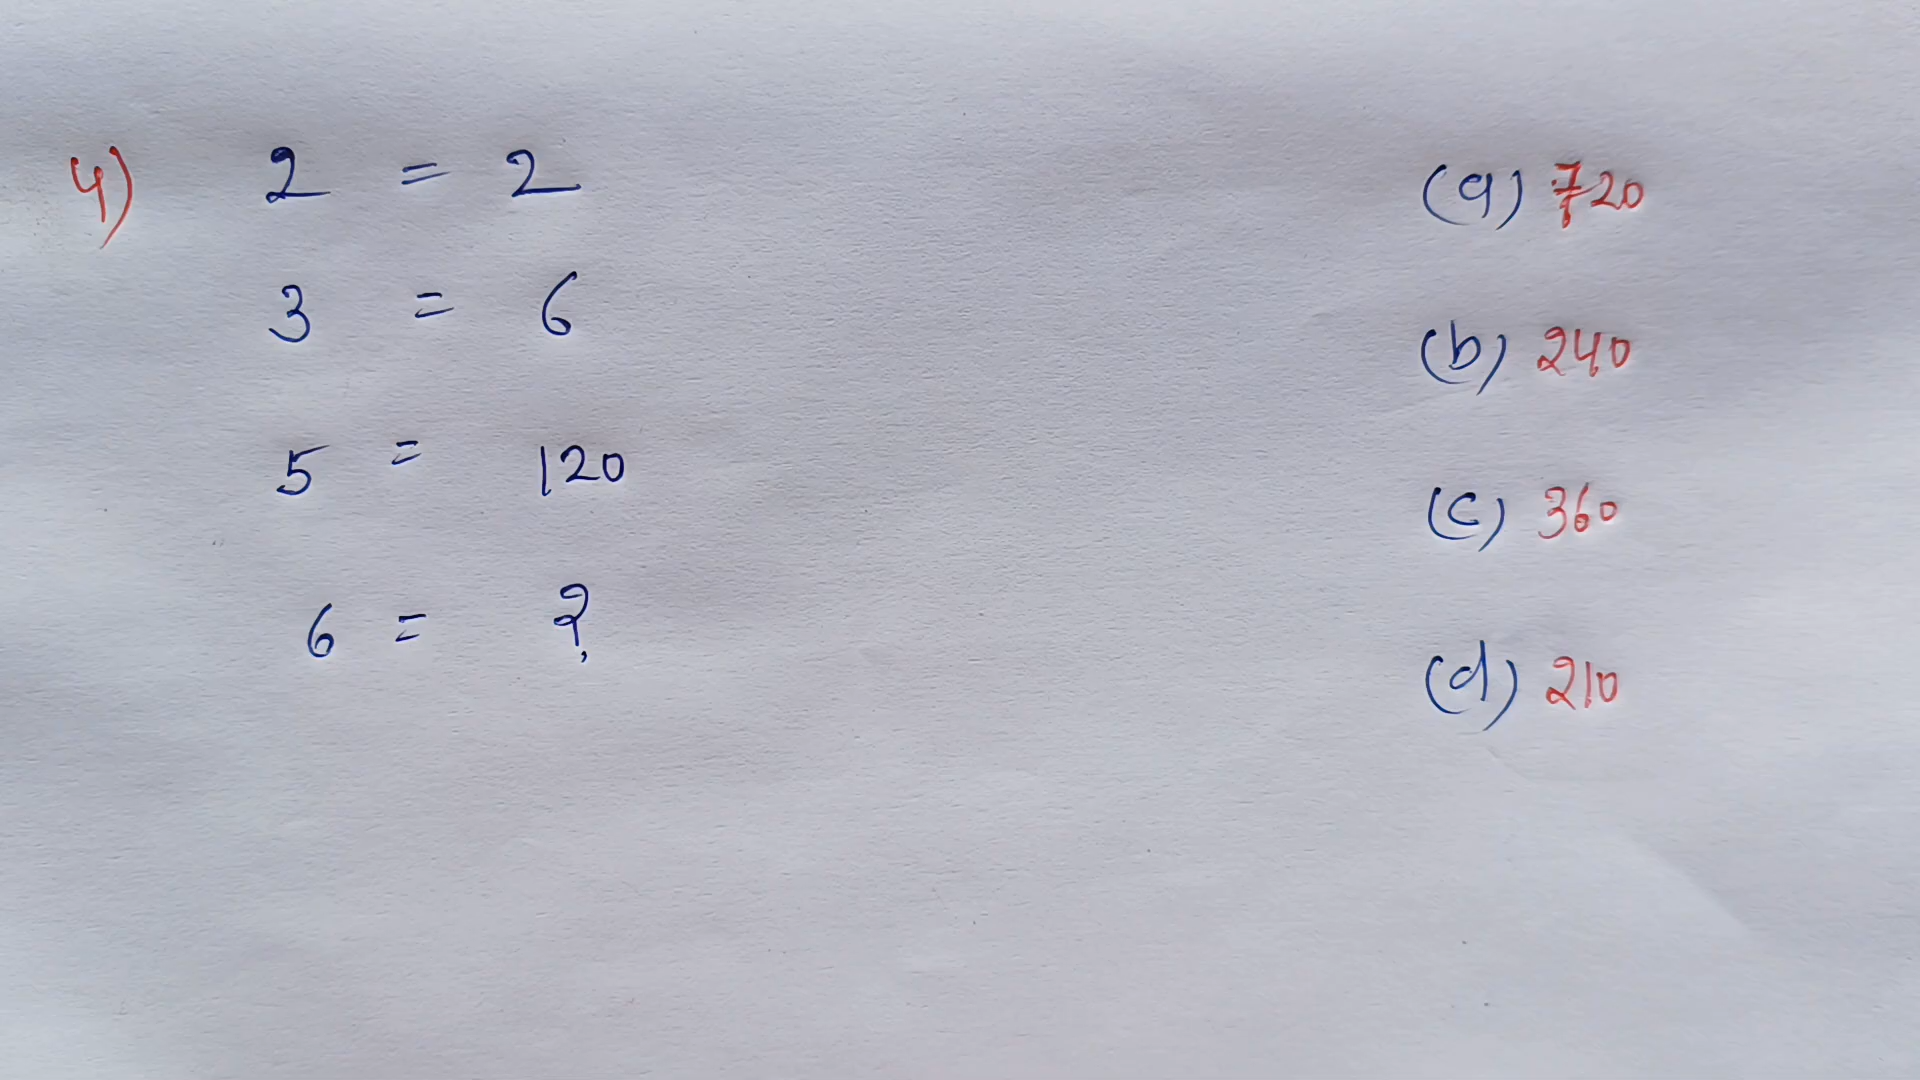 4) 2 = 2 (a) 720
3 = 6 (b) 240
5 = 120 (c) 360
6 = ? (d) 210